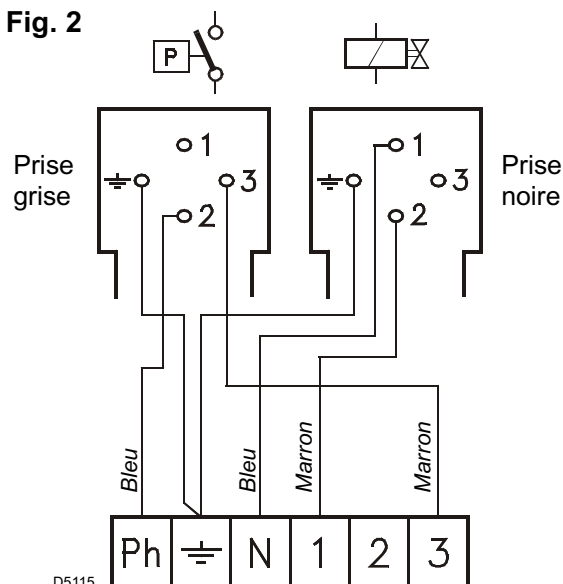 Fig. 2
P
Prise
grise
1
3
2
1
3
2
Prise
noire
Bleu
Bleu
Marron
Marron
Ph
N
1
2
3
D5115